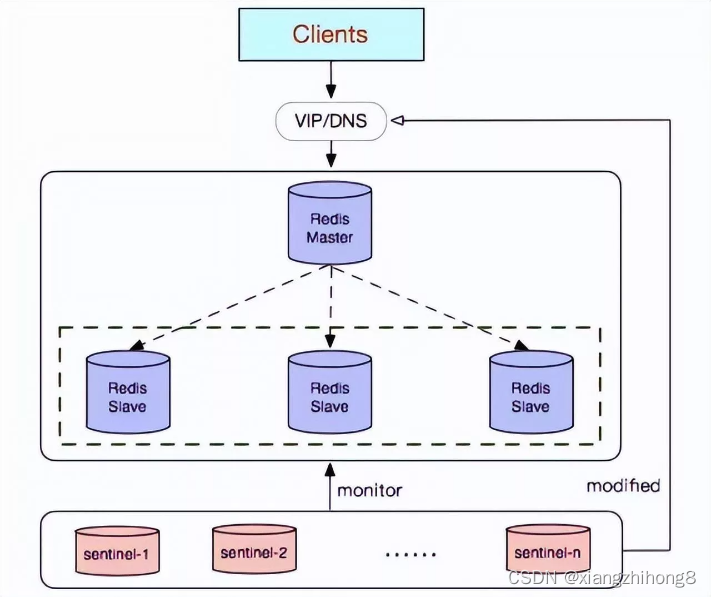 Clients
VIP/DNS
Redis
Master
Redis
Slave
Redis
Slave
Redis
Slave
monitor
modified
sentinel-1
sentinel-2
......
sentinel-n
CSDN @xiangzhihong8